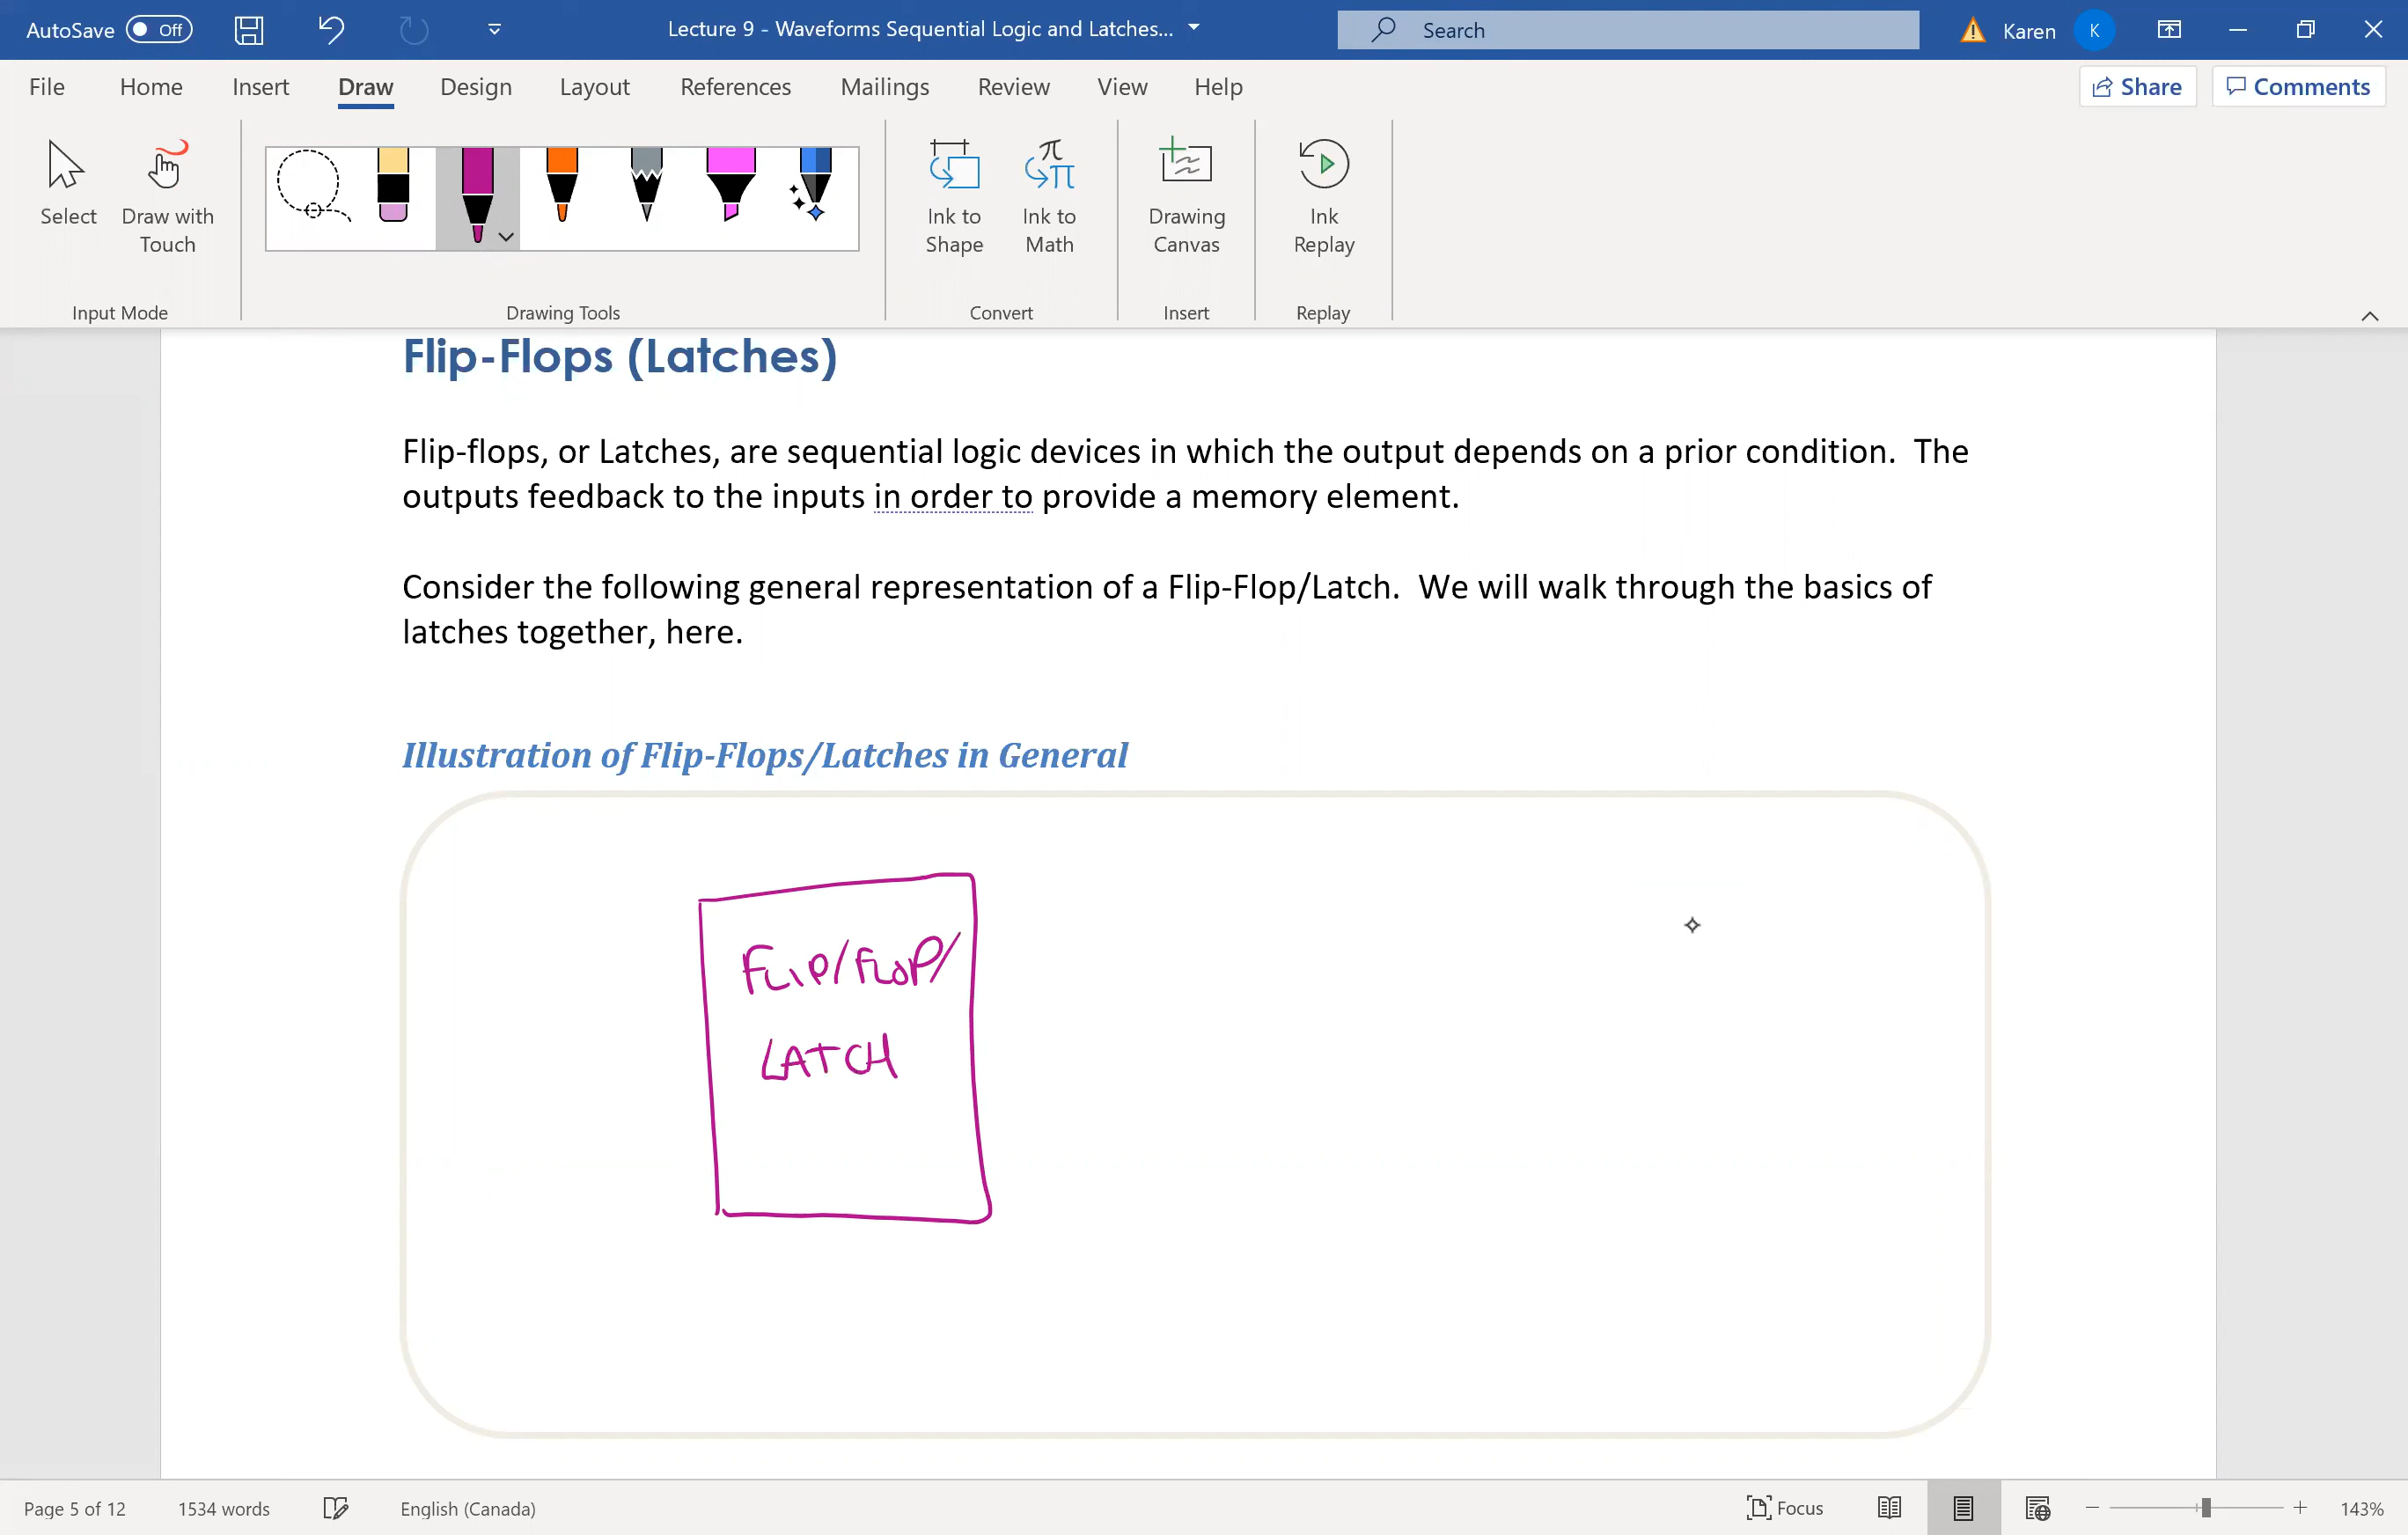 AutoSave Off
Lecture 9 - Waveforms Sequential Logic and Latches...
Search
Karen K
File Home Insert Draw Design Layout References Mailings Review View Help
Share Comments
Select
Draw with
Touch
Ink to
Shape
Ink to
Math
Drawing
Canvas
Ink
Replay
Input Mode Drawing Tools Convert Insert Replay
Flip-Flops (Latches)
Flip-flops, or Latches, are sequential logic devices in which the output depends on a prior condition. The
outputs feedback to the inputs in order to provide a memory element.
Consider the following general representation of a Flip-Flop/Latch. We will walk through the basics of
latches together, here.
Illustration of Flip-Flops/Latches in General
FLIP/FLOP/
LATCH
Page 5 of 12 1534 words English (Canada) Focus 143%